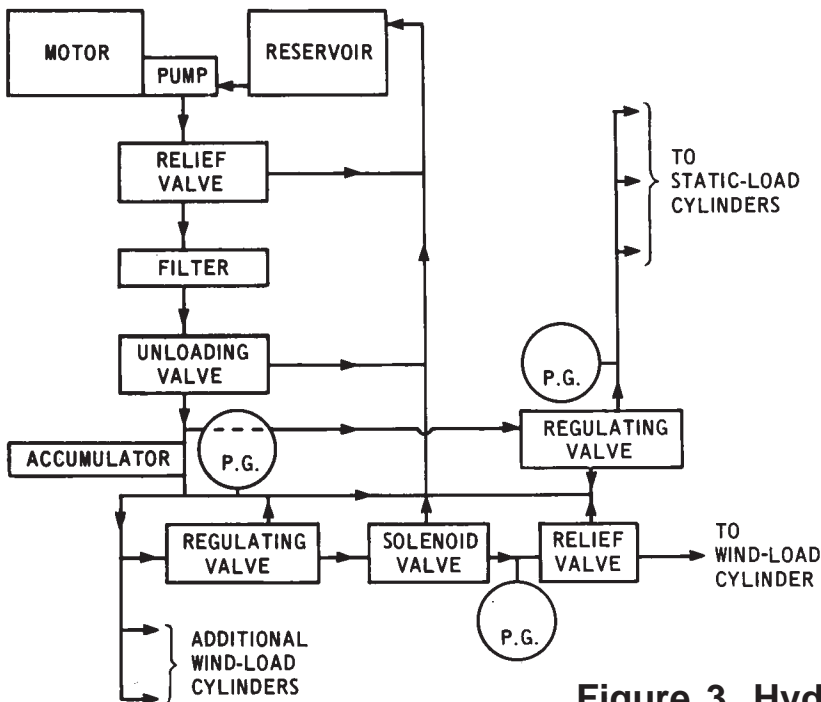 MOTOR
PUMP
RESERVOIR
RELIEF
VALVE
TO
STATIC-LOAD
CYLINDERS
FILTER
UNLOADING
VALVE
P.G.
ACCUMULATOR
P.G.
REGULATING
VALVE
REGULATING
VALVE
SOLENOID
VALVE
RELIEF
VALVE
TO
WIND-LOAD
CYLINDER
P.G.
ADDITIONAL
WIND-LOAD
CYLINDERS
Figure 3 Hyd